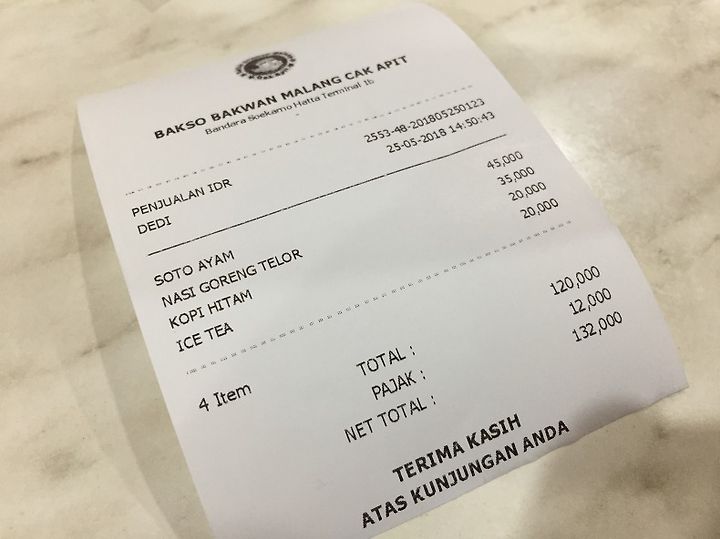 BAKSO BAKWAN MALANG CAK APIT
Bandara Soekarno Hatta Terminal 1b
PENJUALAN IDR 2553-48-201805250123
DEDI 25-05-2018 14:50:43
SOTO AYAM 45,000
NASI GORENG TELOR 35,000
KOPI HITAM 20,000
ICE TEA 20,000
4 Item TOTAL : 120,000
PAJAK : 12,000
NET TOTAL : 132,000
TERIMA KASIH
ATAS KUNJUNGAN ANDA